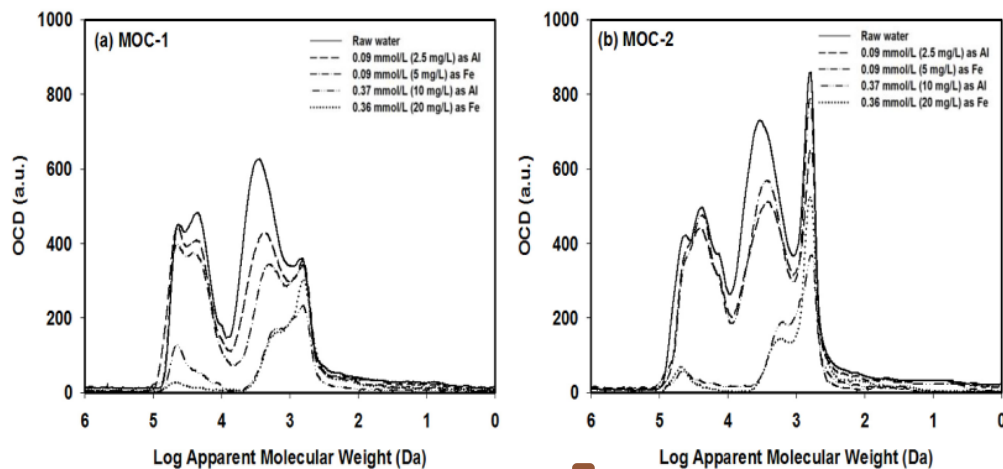 (a) MOC-1
Raw water
0.09 mmol/L (2.5 mg/L) as Al
0.09 mmol/L (5 mg/L) as Fe
0.37 mmol/L (10 mg/L) as Al
0.36 mmol/L (20 mg/L) as Fe
1000
800
600
400
200
0
OCD (a.u.)
6 5 4 3 2 1 0
Log Apparent Molecular Weight (Da)
(b) MOC-2
Raw water
0.09 mmol/L (2.5 mg/L) as Al
0.09 mmol/L (5 mg/L) as Fe
0.37 mmol/L (10 mg/L) as Al
0.36 mmol/L (20 mg/L) as Fe
1000
800
600
400
200
0
OCD (a.u.)
6 5 4 3 2 1 0
Log Apparent Molecular Weight (Da)